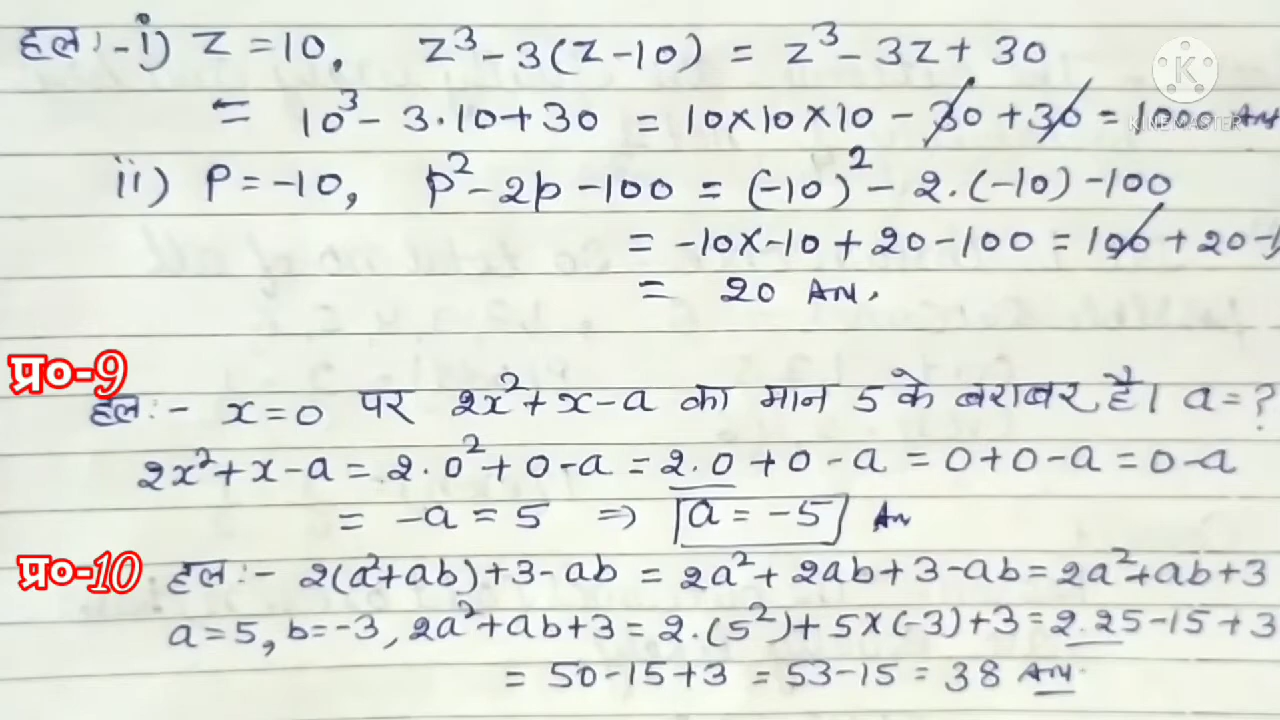 हलः-i) z = 10, z³ - 3(z - 10) = z³ - 3z + 30
= 10³ - 3·10 + 30 = 10×10×10 - 30 + 30 = 1000 Ans
ii) P = -10, p² - 2p - 100 = (-10)² - 2·(-10) - 100
= -10×-10 + 20 - 100 = 100 + 20 -
= 20 Ans.
प्र०-9
हलः- x = 0 पर 2x² + x - a का मान 5 के बराबर है। a = ?
2x² + x - a = 2·0² + 0 - a = 2·0 + 0 - a = 0 + 0 - a = 0 - a
= -a = 5 ⇒ a = -5 An
प्र०-10 हलः- 2(a² + ab) + 3 - ab = 2a² + 2ab + 3 - ab = 2a² + ab + 3
a = 5, b = -3, 2a² + ab + 3 = 2·(5²) + 5×(-3) + 3 = 2·25 - 15 + 3
= 50 - 15 + 3 = 53 - 15 = 38 Ans
K
KINEMASTER